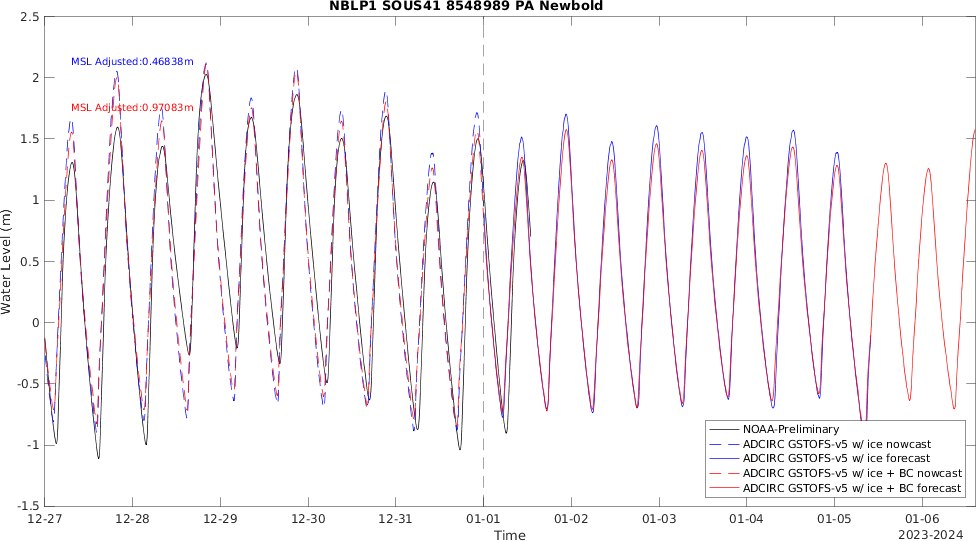 NBLP1 SOUS41 8548989 PA Newbold
MSL Adjusted:0.46838m
MSL Adjusted:0.97083m
Water Level (m)
2.5
2
1.5
1
0.5
0
-0.5
-1
-1.5
NOAA-Preliminary
ADCIRC GSTOFS-v5 w/ ice nowcast
ADCIRC GSTOFS-v5 w/ ice forecast
ADCIRC GSTOFS-v5 w/ ice + BC nowcast
ADCIRC GSTOFS-v5 w/ ice + BC forecast
12-27 12-28 12-29 12-30 12-31 01-01 01-02 01-03 01-04 01-05 01-06
Time
2023-2024